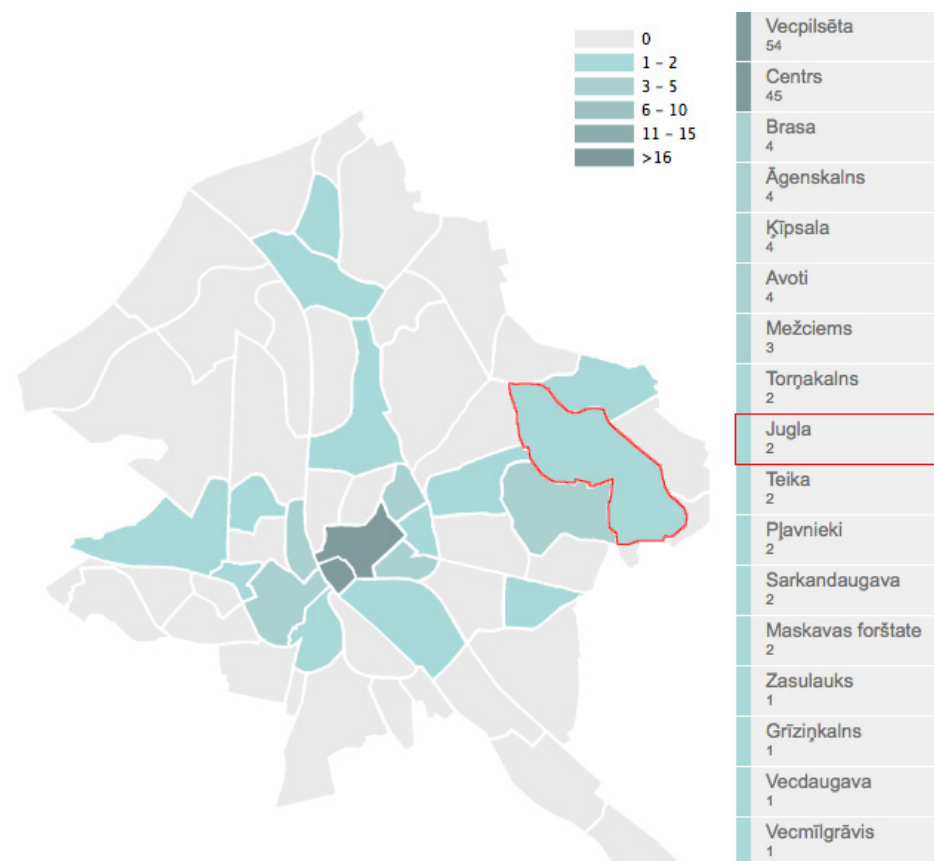 0
1 – 2
3 – 5
6 – 10
11 – 15
>16
Vecpilsēta
54
Centrs
45
Brasa
4
Āgenskalns
4
Ķīpsala
4
Avoti
4
Mežciems
3
Torņakalns
2
Jugla
2
Teika
2
Pļavnieki
2
Sarkandaugava
2
Maskavas forštate
2
Zasulauks
1
Grīziņkalns
1
Vecdaugava
1
Vecmīlgrāvis
1